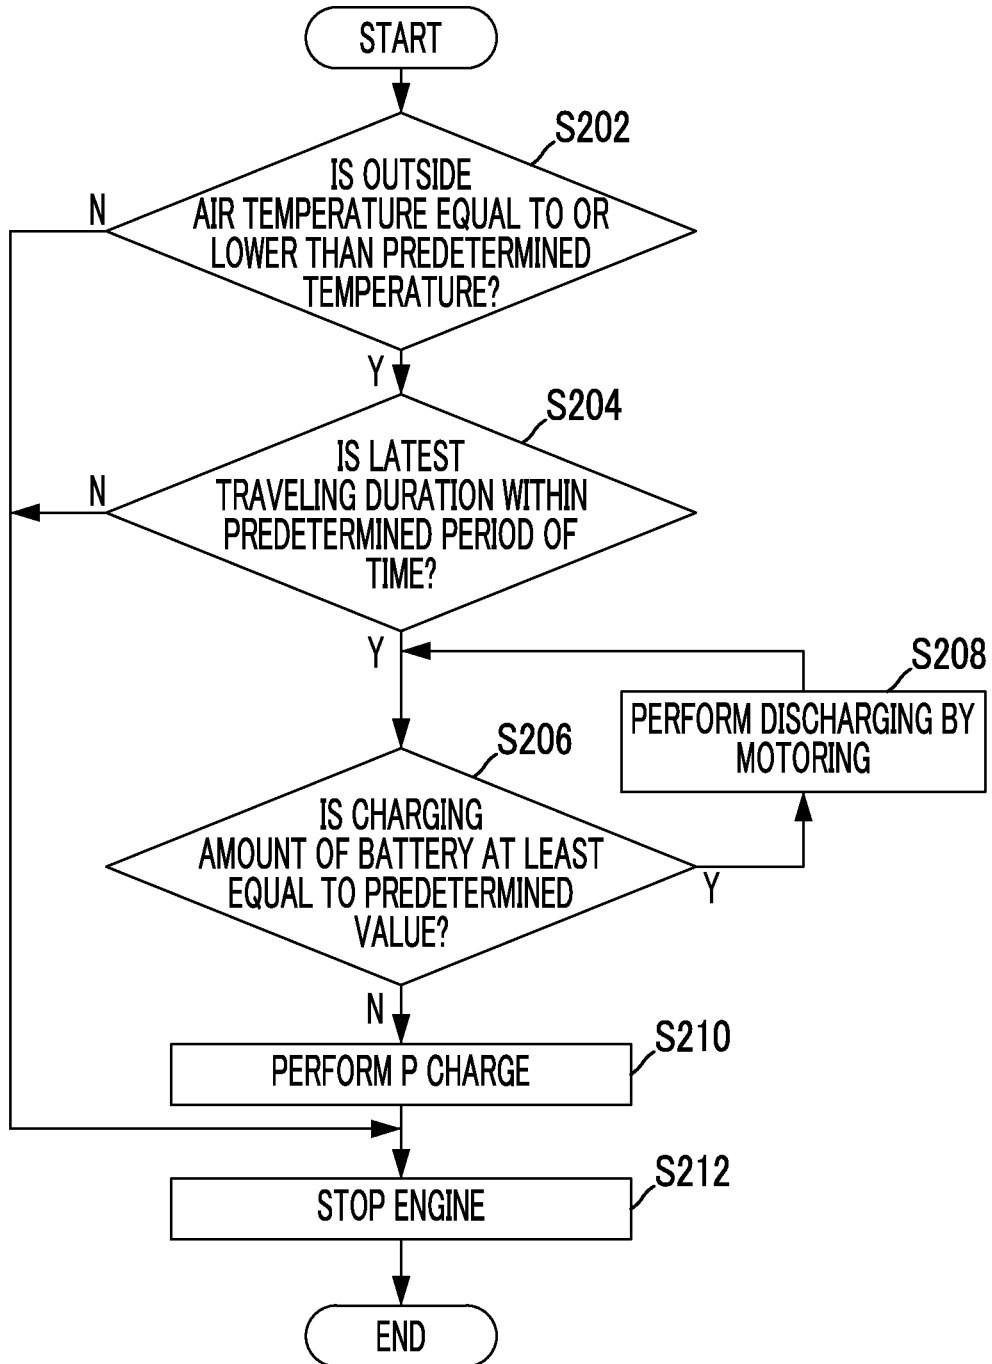 START
S202
IS OUTSIDE
AIR TEMPERATURE EQUAL TO OR
LOWER THAN PREDETERMINED
TEMPERATURE?
N
Y
S204
IS LATEST
TRAVELING DURATION WITHIN
PREDETERMINED PERIOD OF
TIME?
N
Y
S208
PERFORM DISCHARGING BY
MOTORING
S206
IS CHARGING
AMOUNT OF BATTERY AT LEAST
EQUAL TO PREDETERMINED
VALUE?
Y
N
S210
PERFORM P CHARGE
S212
STOP ENGINE
END